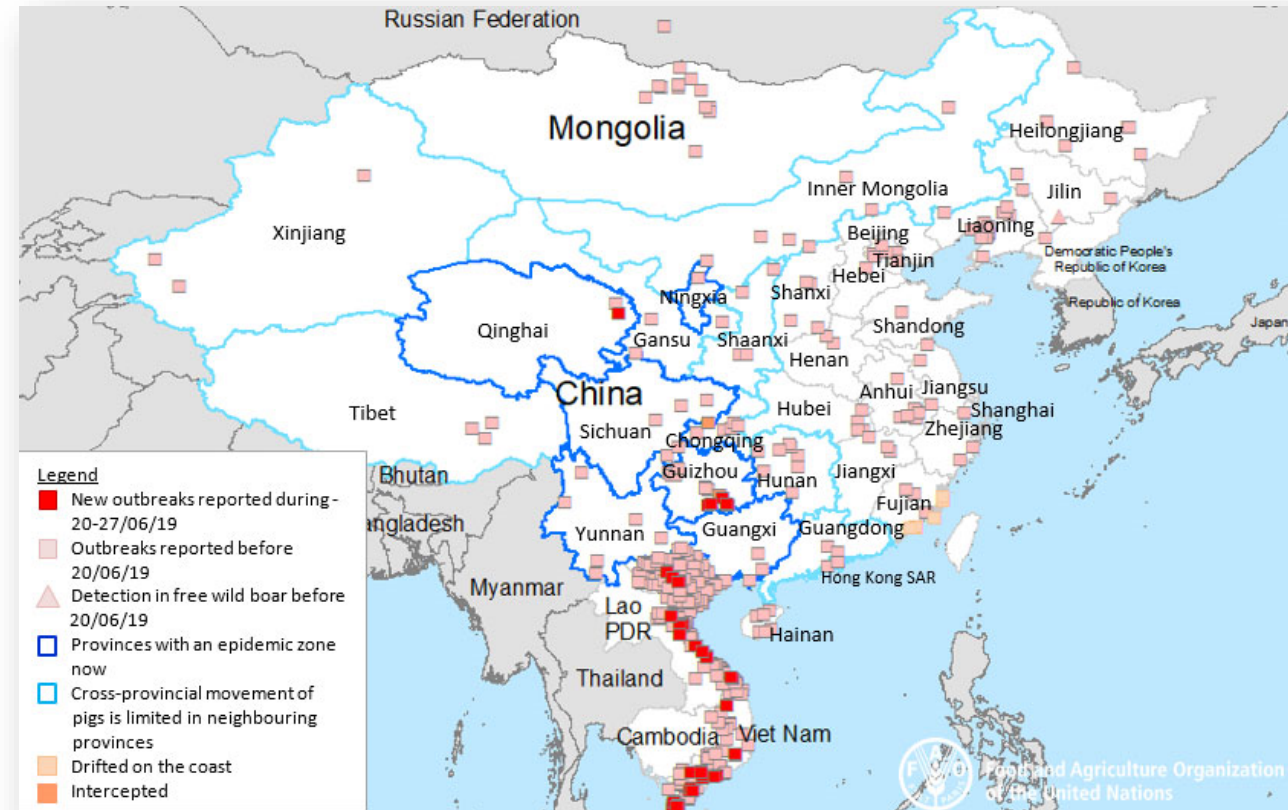 Russian Federation
Mongolia
Heilongjiang
Inner Mongolia
Jilin
Xinjiang
Beijing
Liaoning
Tianjin
Hebei
Democratic People's
Republic of Korea
Ningxia
Shanxi
Republic of Korea
Qinghai
Gansu
Shaanxi
Shandong
Japan
Henan
China
Anhui
Jiangsu
Tibet
Hubei
Shanghai
Sichuan
Zhejiang
Chongqing
Guizhou
Hunan
Jiangxi
Bhutan
Fujian
angladesh
Yunnan
Guangxi
Guangdong
Myanmar
Hong Kong SAR
Lao
PDR
Hainan
Thailand
Cambodia
Viet Nam
Legend
New outbreaks reported during -
20-27/06/19
Outbreaks reported before
20/06/19
Detection in free wild boar before
20/06/19
Provinces with an epidemic zone
now
Cross-provincial movement of
pigs is limited in neighbouring
provinces
Drifted on the coast
Intercepted
F A O
Food and Agriculture Organization
of the United Nations